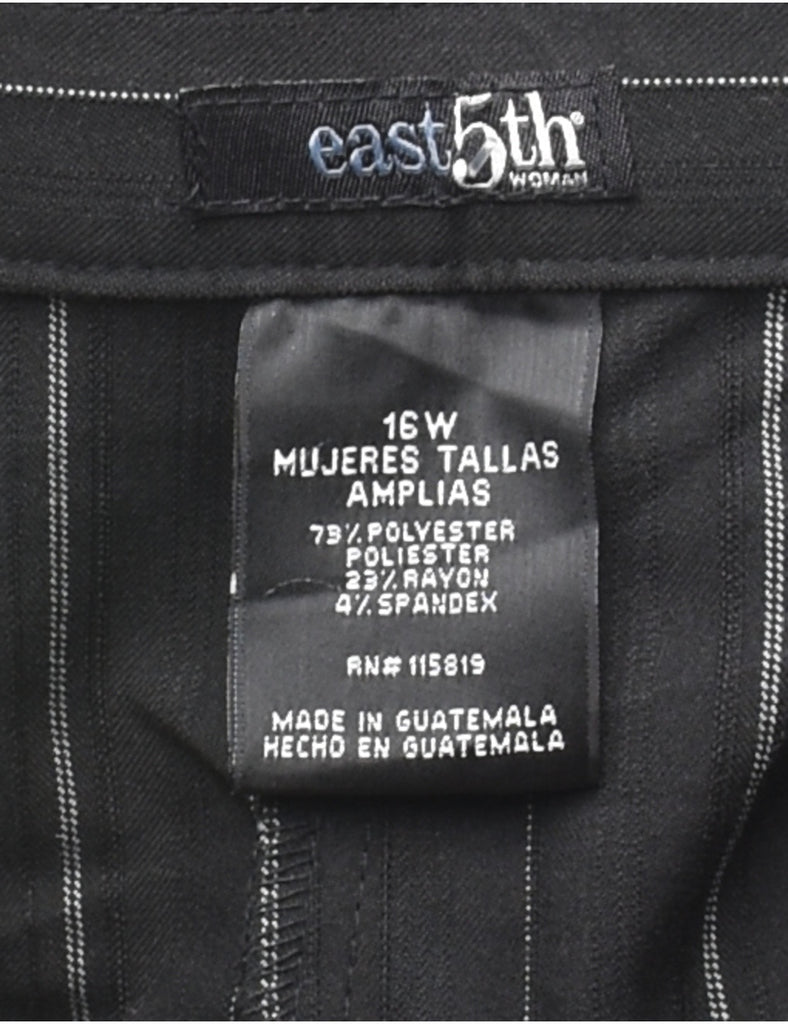 east5th®
WOMAN
16W
MUJERES TALLAS
AMPLIAS
73% POLYESTER
POLIESTER
23% RAYON
4% SPANDEX
RN# 115819
MADE IN GUATEMALA
HECHO EN GUATEMALA